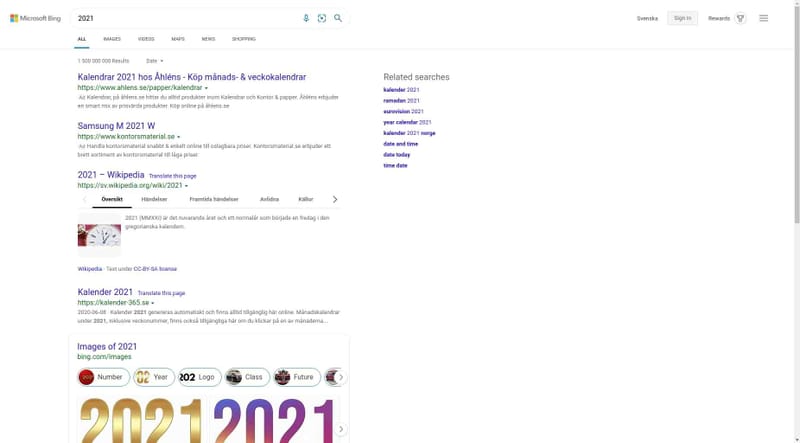 Microsoft Bing
2021
Svenska
Sign in
Rewards
ALL IMAGES VIDEOS MAPS NEWS SHOPPING
1 500 000 000 Results Date
Kalendrar 2021 hos Åhléns - Köp månads- & veckokalendrar
https://www.ahlens.se/papper/kalendrar
Ad Kalendrar, på åhlens.se hittar du alltid produkter inom Kalendrar och Kontor & papper. Åhléns erbjuder
en smart mix av prisvärda produkter. Köp online på åhléns.se
Samsung M 2021 W
https://www.kontorsmaterial.se
Ad Handla kontorsmaterial snabbt & enkelt online till oslagbara priser. Kontorsmaterial.se erbjuder ett
brett sortiment av kontorsmaterial till låga priser.
2021 – Wikipedia Translate this page
https://sv.wikipedia.org/wiki/2021
Översikt Händelser Framtida händelser Avlidna Källor
2021 (MMXXI) är det nuvarande året och ett normalår som började en fredag i den
gregorianska kalendern.
Wikipedia · Text under CC-BY-SA license
Kalender 2021 Translate this page
https://kalender-365.se
2020-06-08 · Kalender 2021 genereras automatiskt och finns alltid tillgänglig här online. Månadskalendrar
under 2021, inklusive veckonummer, finns också tillgängliga här om du klickar på en av månaderna...
Images of 2021
bing.com/images
Number Year Logo Class Future
2021 2021
Related searches
kalender 2021
ramadan 2021
eurovision 2021
year calendar 2021
kalender 2021 norge
date and time
date today
time date